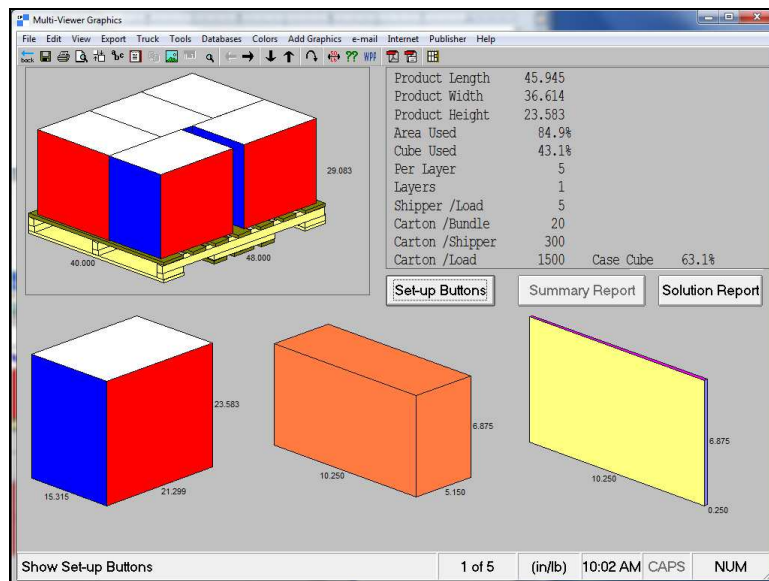 Multi-Viewer Graphics
File Edit View Export Truck Tools Databases Colors Add Graphics e-mail Internet Publisher Help
back ?? WPF
Product Length 45.945
Product Width 36.614
Product Height 23.583
Area Used 84.9%
Cube Used 43.1%
Per Layer 5
Layers 1
Shipper /Load 5
Carton /Bundle 20
Carton /Shipper 300
Carton /Load 1500 Case Cube 63.1%
29.083
40.000 48.000
Set-up Buttons Summary Report Solution Report
23.583
15.315 21.299
6.875
10.250 5.150
6.875
10.250
0.250
Show Set-up Buttons 1 of 5 (in/lb) 10:02 AM CAPS NUM